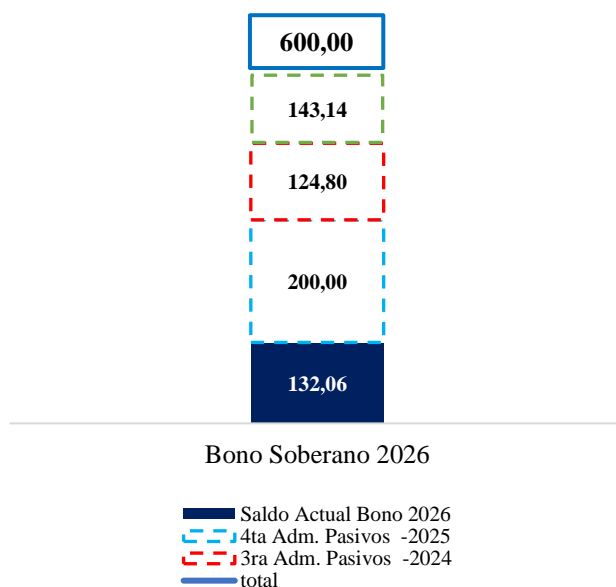 600,00
143,14
124,80
200,00
132,06
Bono Soberano 2026
Saldo Actual Bono 2026
4ta Adm. Pasivos -2025
3ra Adm. Pasivos -2024
total